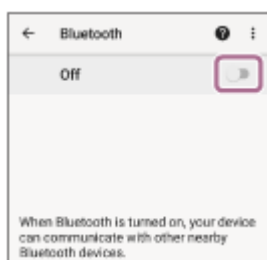 Bluetooth
Off
When Bluetooth is turned on, your device
can communicate with other nearby
Bluetooth devices.